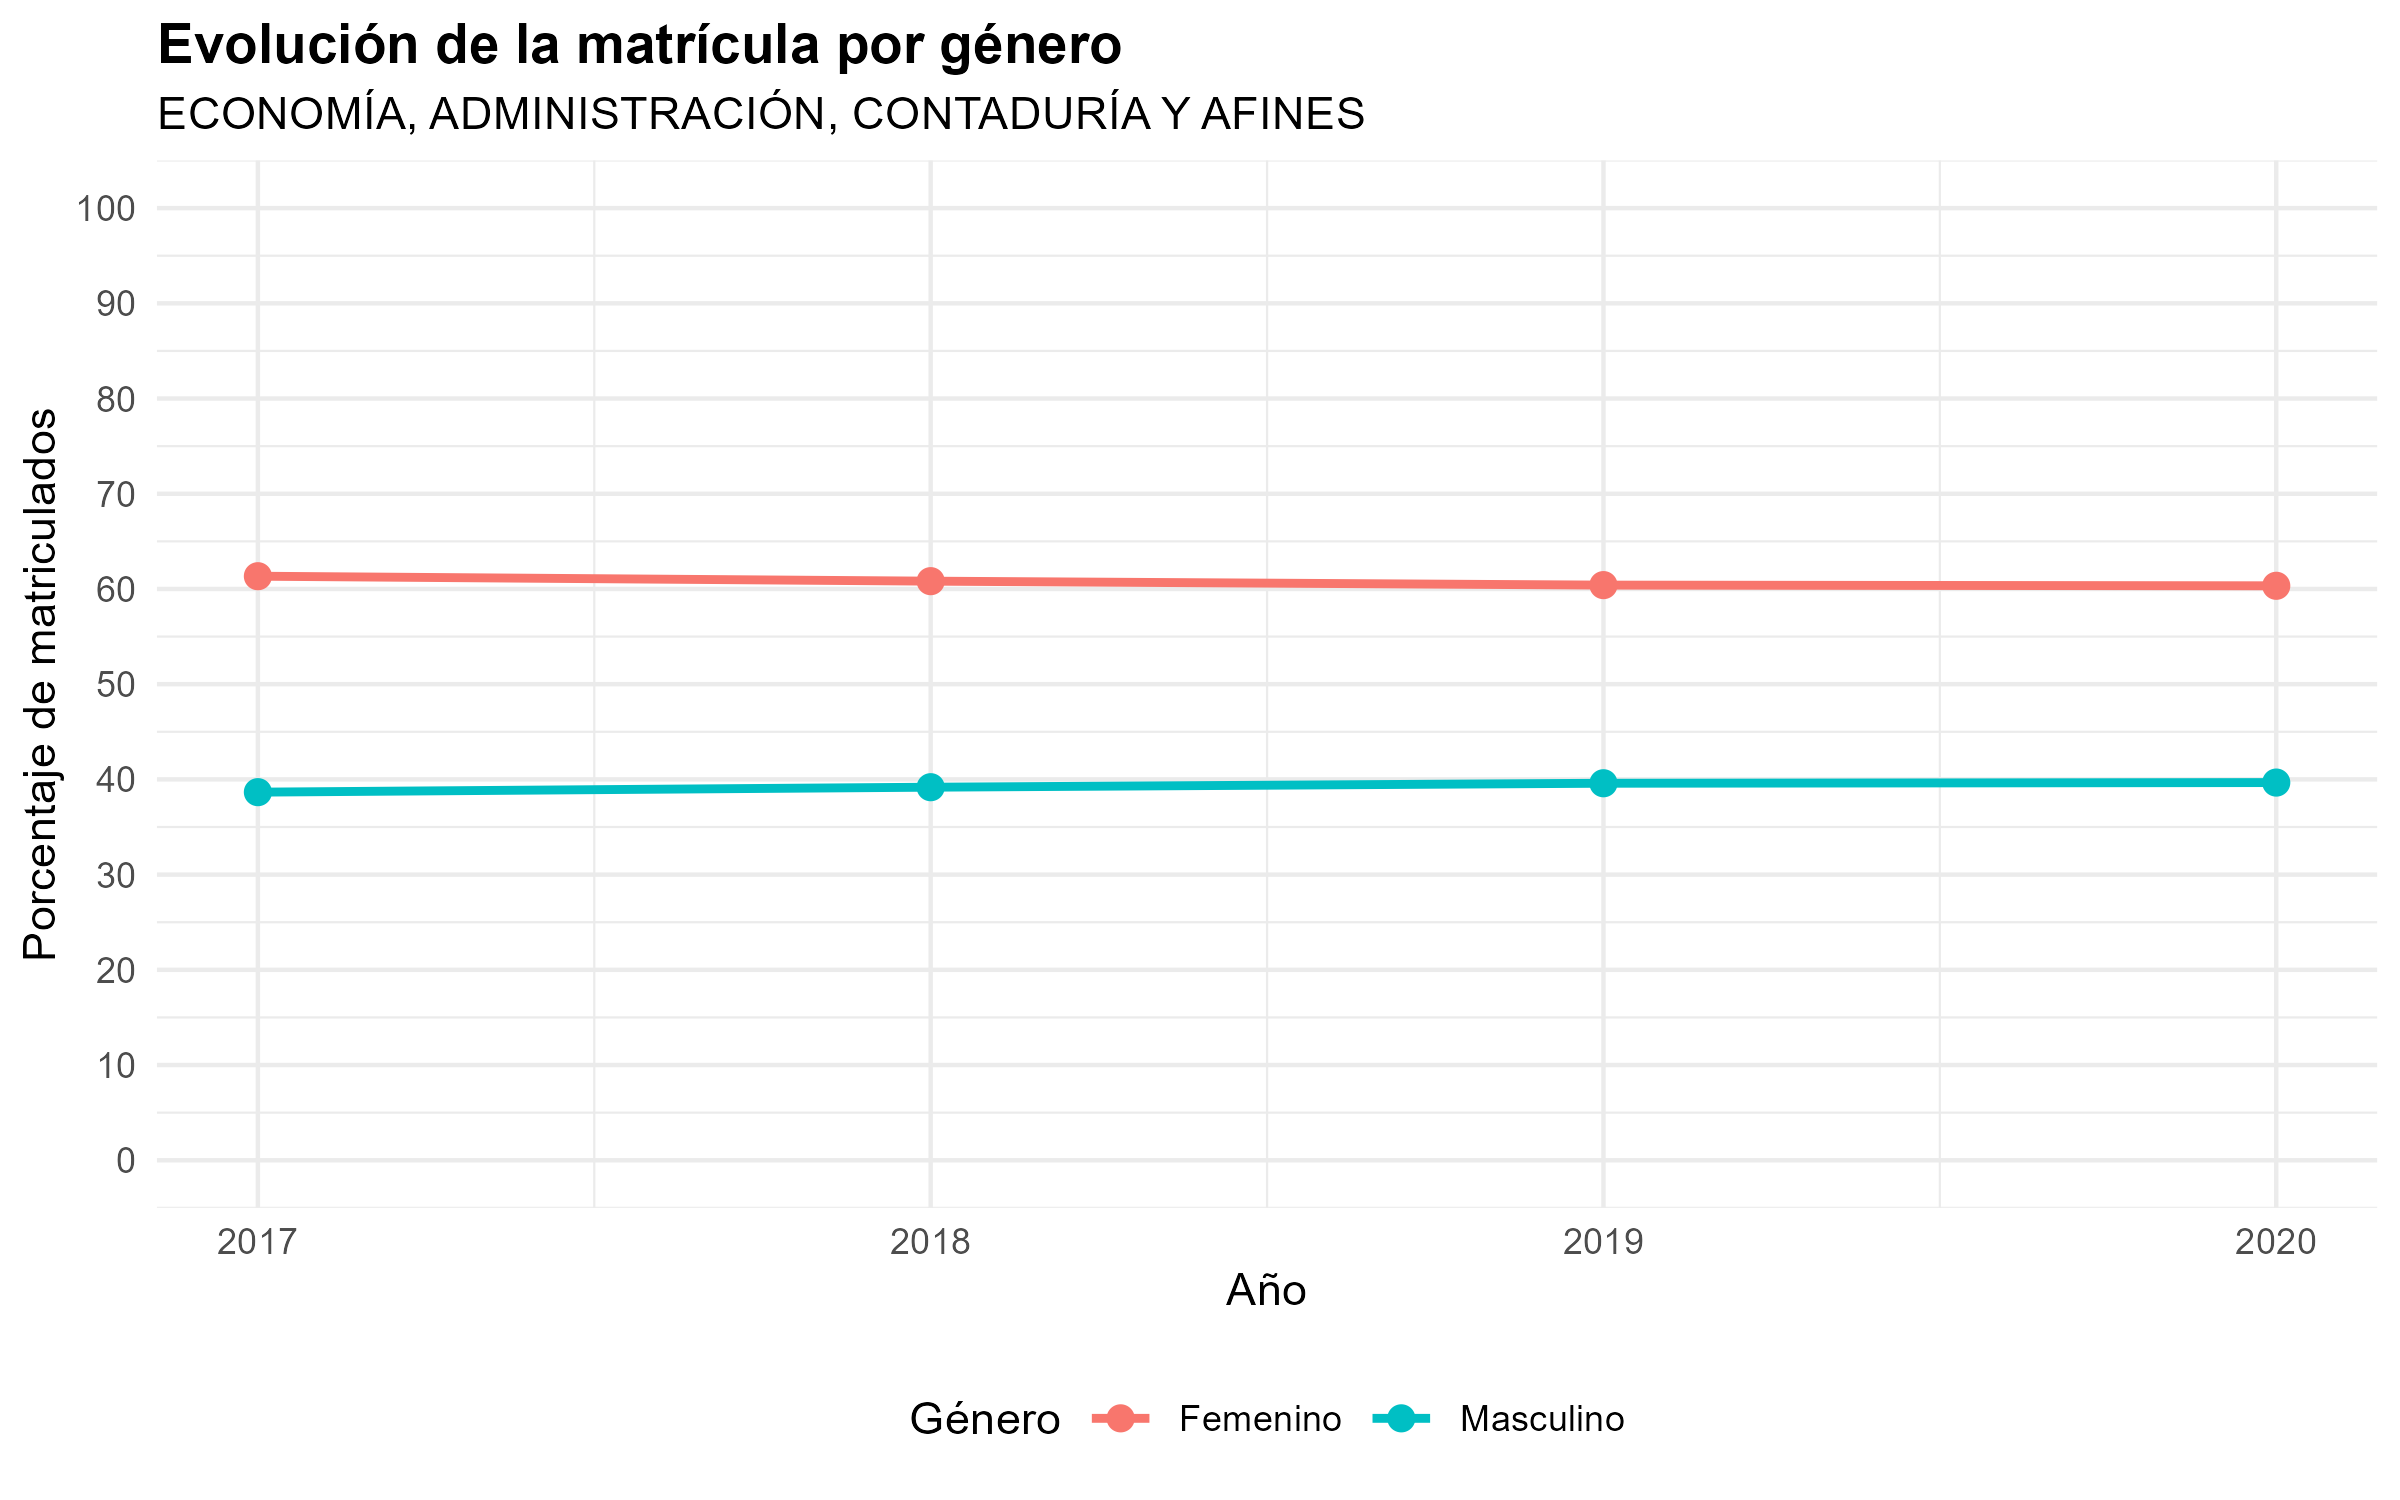 Evolución de la matrícula por género
ECONOMÍA, ADMINISTRACIÓN, CONTADURÍA Y AFINES
Porcentaje de matriculados
100
90
80
70
60
50
40
30
20
10
0
2017 2018 2019 2020
Año
Género Femenino Masculino